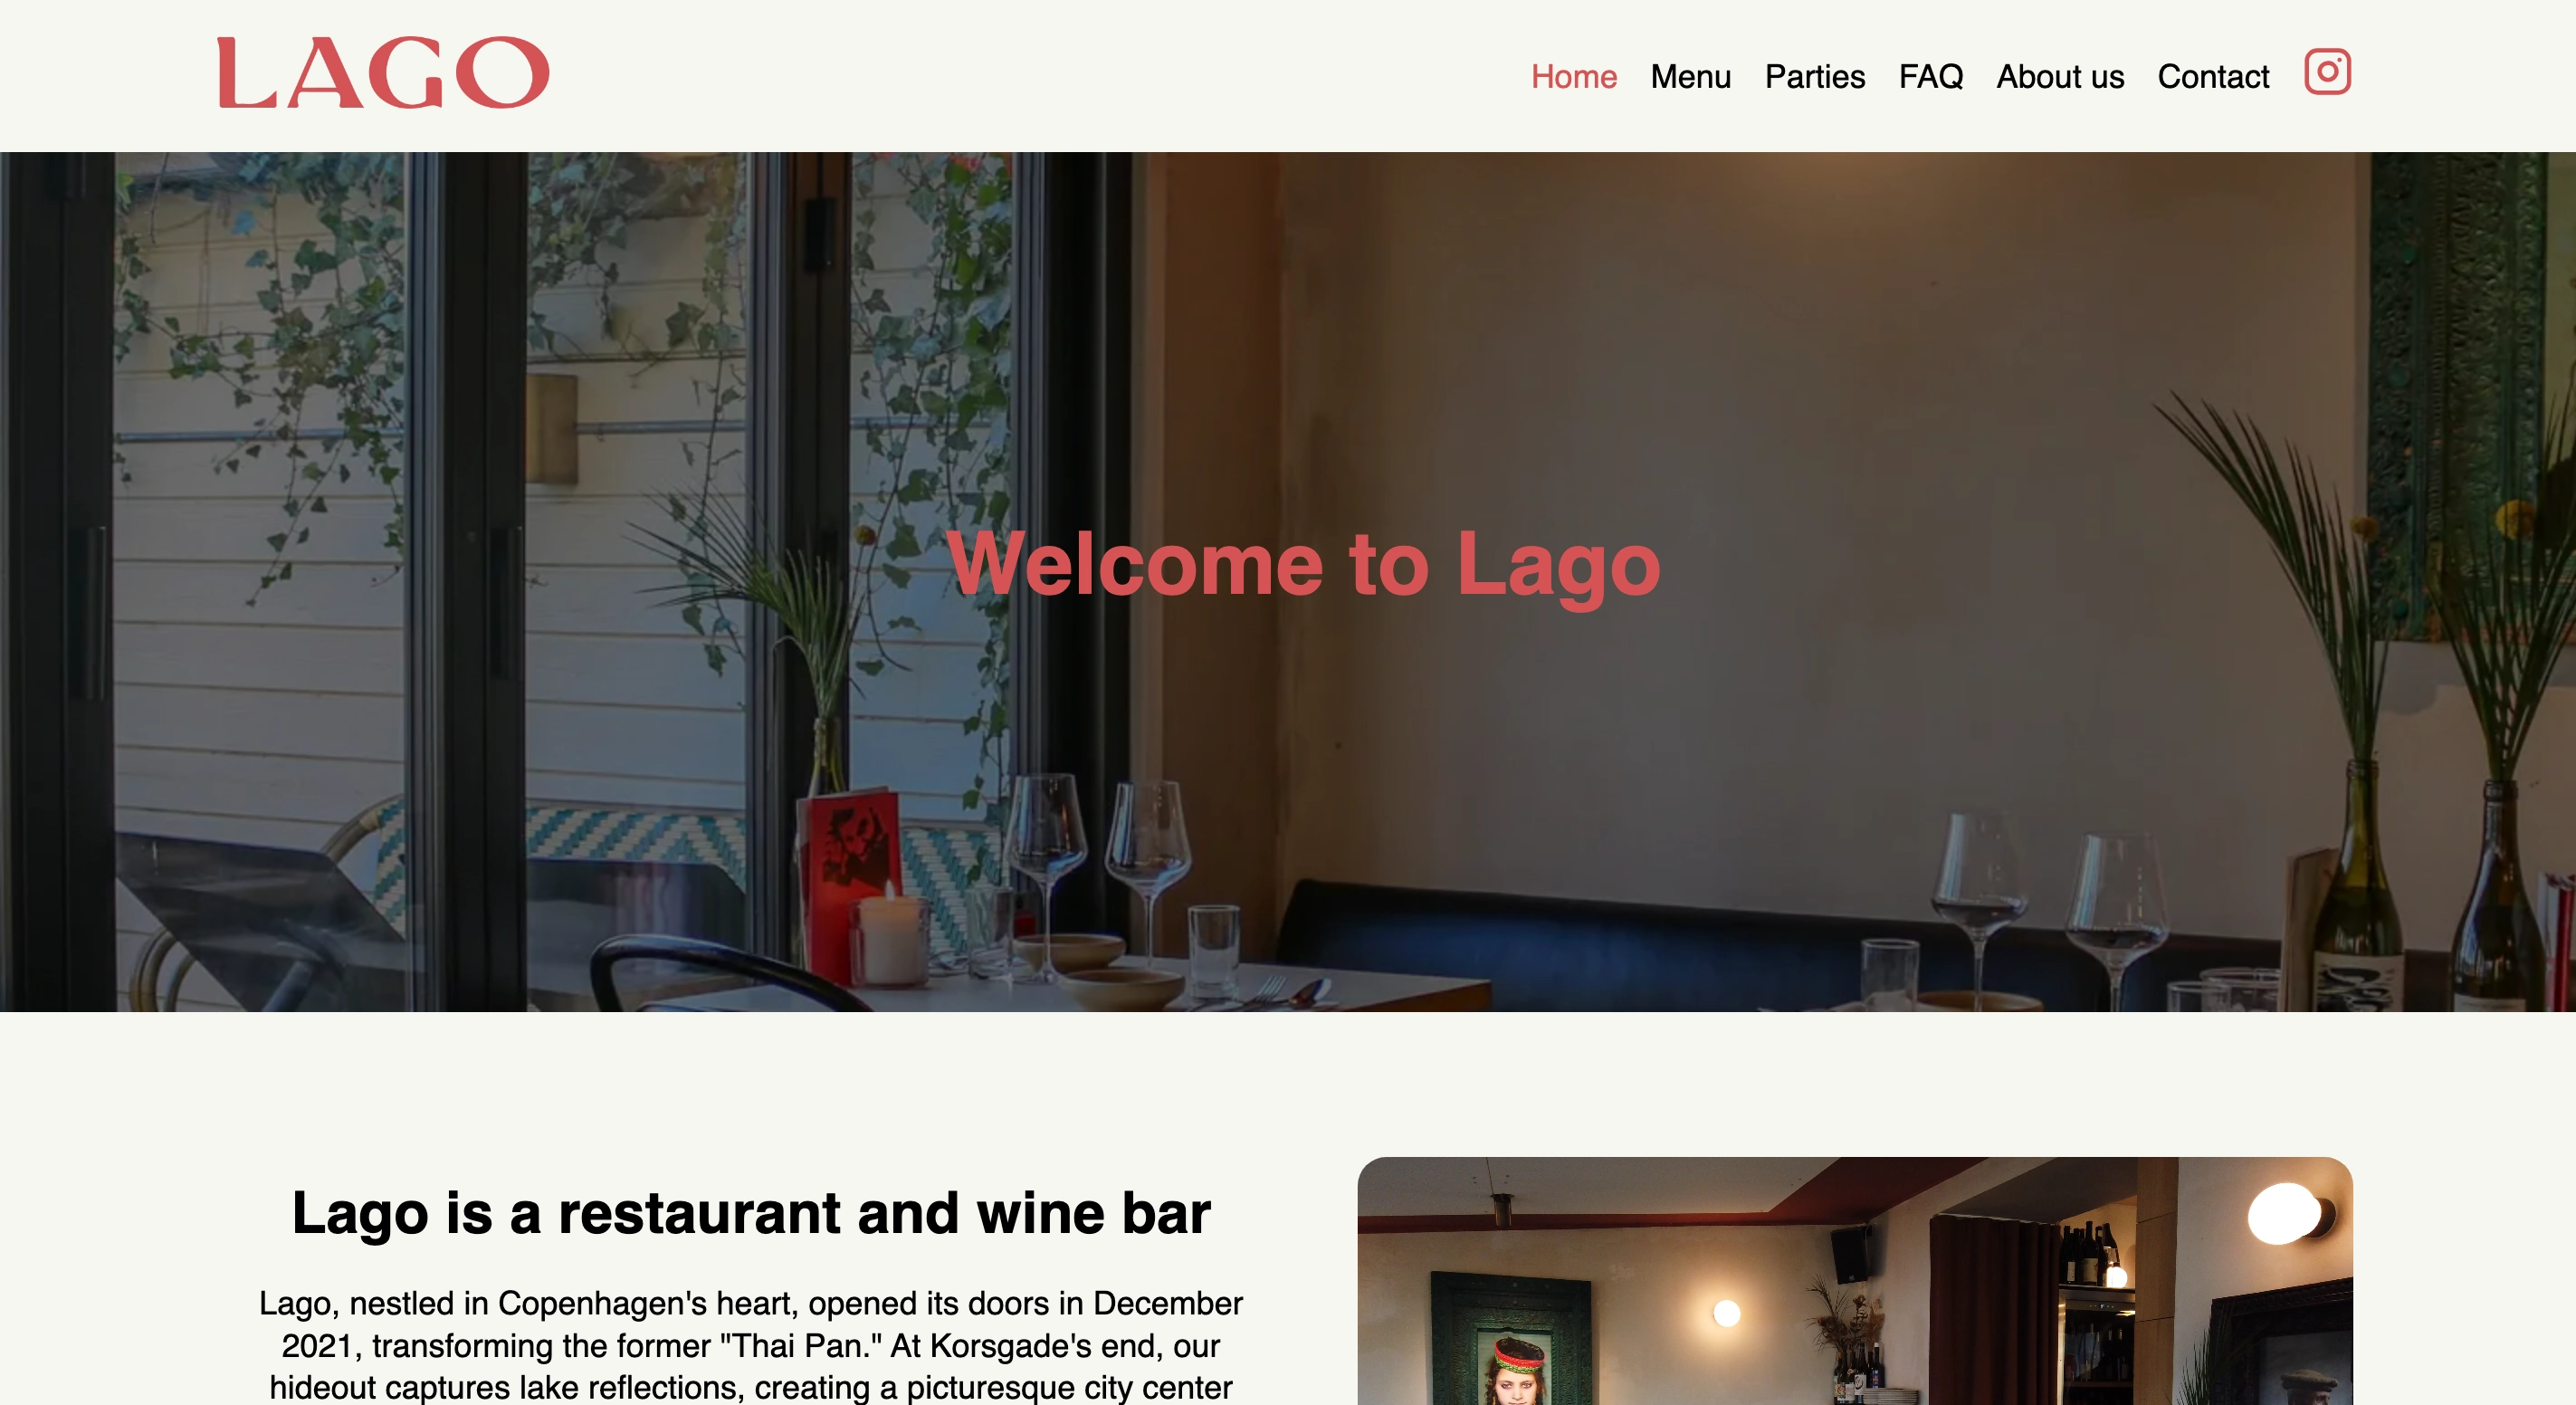 LAGO
Home Menu Parties FAQ About us Contact
Welcome to Lago
Lago is a restaurant and wine bar
Lago, nestled in Copenhagen's heart, opened its doors in December
2021, transforming the former "Thai Pan." At Korsgade's end, our
hideout captures lake reflections, creating a picturesque city center